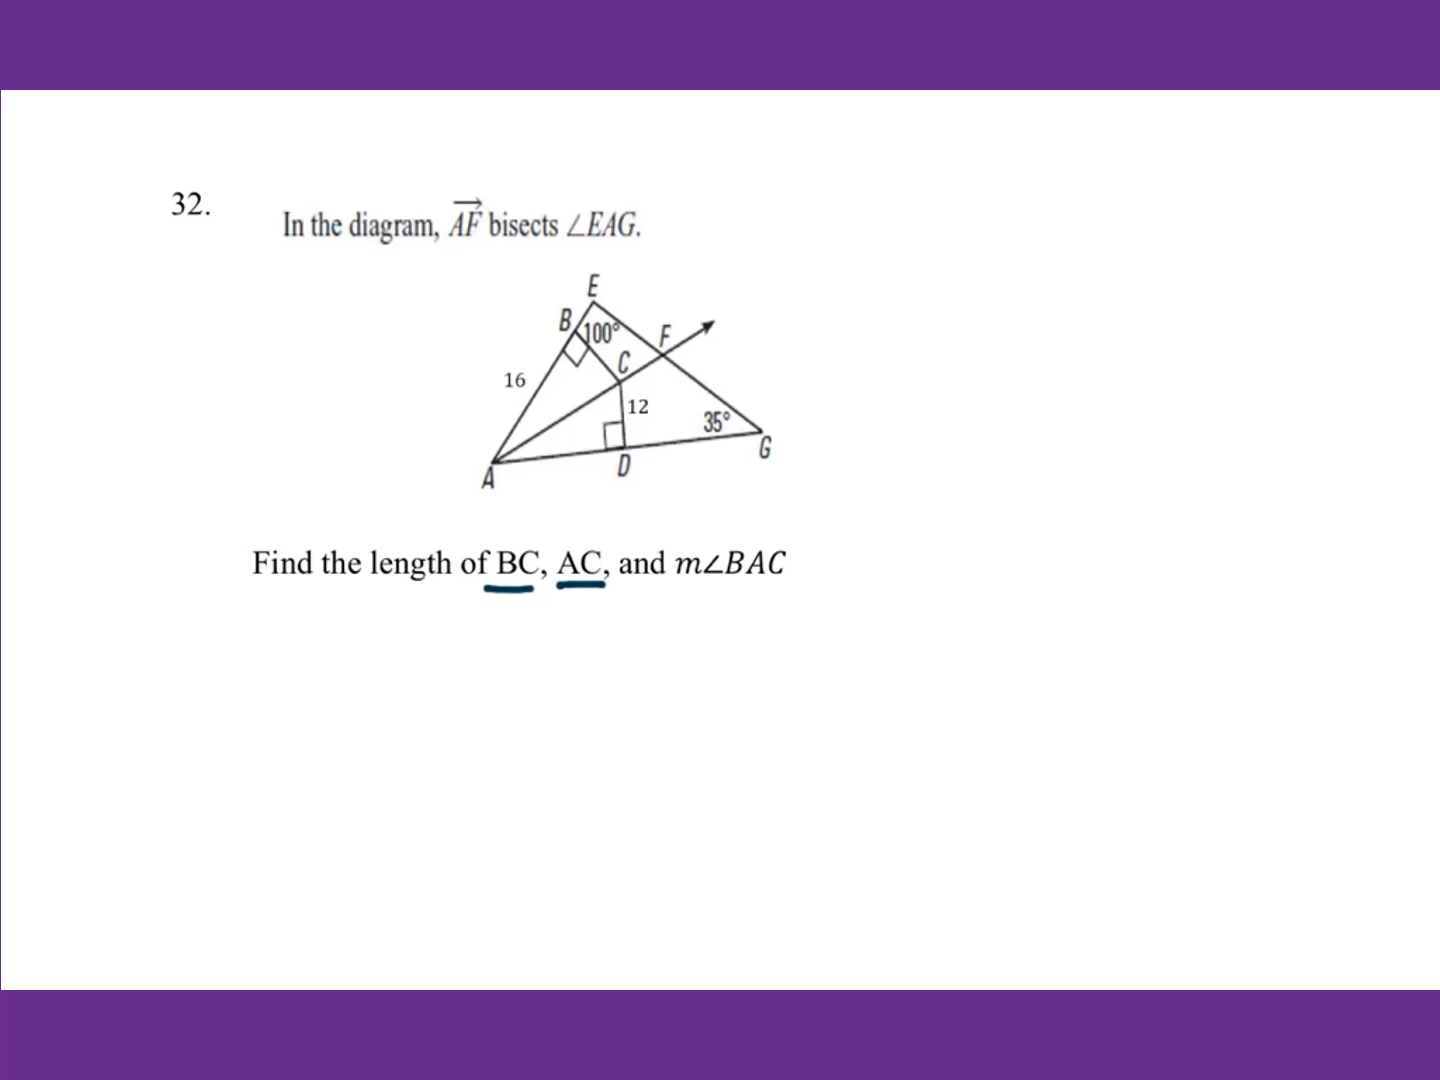 32.
In the diagram, \overrightarrow{AF} bisects ∠EAG.
E
B
100°
F
C
16
12
35°
G
D
A
Find the length of BC, AC, and m∠BAC